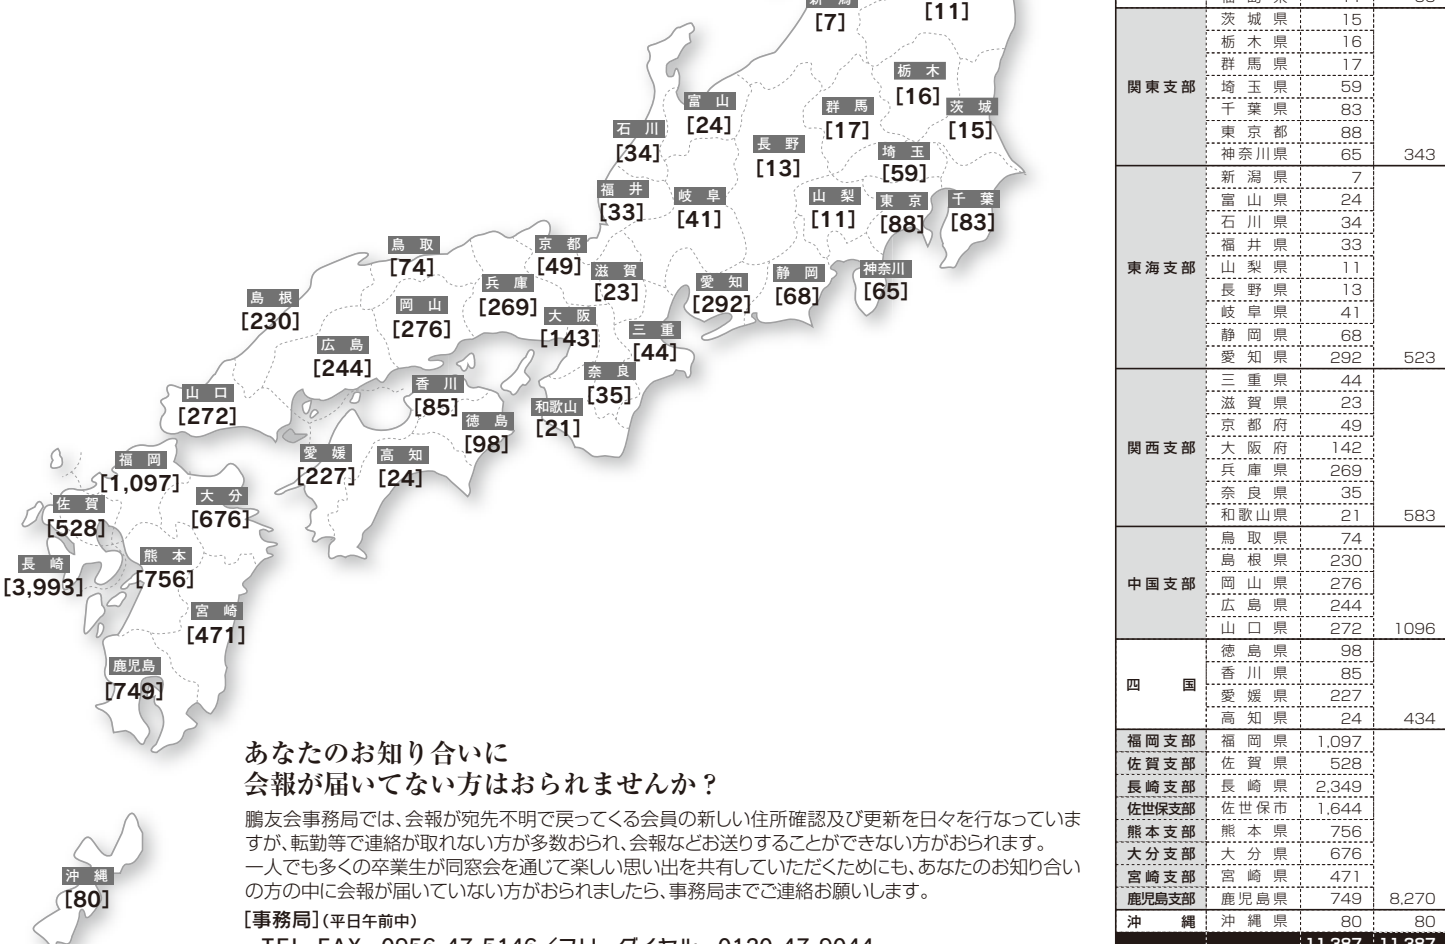 [7]
[11]
栃木
[16]
富山
[24]
群馬
[17]
茨城
[15]
石川
[34]
長野
[13]
埼玉
[59]
福井
[33]
岐阜
[41]
山梨
[11]
東京
[88]
千葉
[83]
鳥取
[74]
京都
[49]
滋賀
[23]
兵庫
[269]
愛知
[292]
静岡
[68]
神奈川
[65]
島根
[230]
岡山
[276]
大阪
[143]
三重
[44]
広島
[244]
奈良
[35]
香川
[85]
山口
[272]
和歌山
[21]
徳島
[98]
愛媛
[227]
高知
[24]
福岡
[1,097]
大分
[676]
佐賀
[528]
熊本
[756]
長崎
[3,993]
宮崎
[471]
鹿児島
[749]
沖縄
[80]
あなたのお知り合いに
会報が届いてない方はおられませんか？
鵬友会事務局では、会報が宛先不明で戻ってくる会員の新しい住所確認及び更新を日々を行なっていま
すが、転勤等で連絡が取れない方が多数おられ、会報などお送りすることができない方がおられます。
一人でも多くの卒業生が同窓会を通じて楽しい思い出を共有していただくためにも、あなたのお知り合い
の方の中に会報が届いていない方がおられましたら、事務局までご連絡お願いします。
[事務局]（平日午前中）
TEL・FAX 0956-47-5146／フリーダイヤル 0120-47-9044
関東支部 茨城県 15
栃木県 16
群馬県 17
埼玉県 59
千葉県 83
東京都 88
神奈川県 65 343
東海支部 新潟県 7
富山県 24
石川県 34
福井県 33
山梨県 11
長野県 13
岐阜県 41
静岡県 68
愛知県 292 523
関西支部 三重県 44
滋賀県 23
京都府 49
大阪府 142
兵庫県 269
奈良県 35
和歌山県 21 583
中国支部 鳥取県 74
島根県 230
岡山県 276
広島県 244
山口県 272 1096
四国 徳島県 98
香川県 85
愛媛県 227
高知県 24 434
福岡支部 福岡県 1,097
佐賀支部 佐賀県 528
長崎支部 長崎県 2,349
佐世保支部 佐世保市 1,644
熊本支部 熊本県 756
大分支部 大分県 676
宮崎支部 宮崎県 471
鹿児島支部 鹿児島県 749 8,270
沖縄 沖縄県 80 80
11,387 11,387